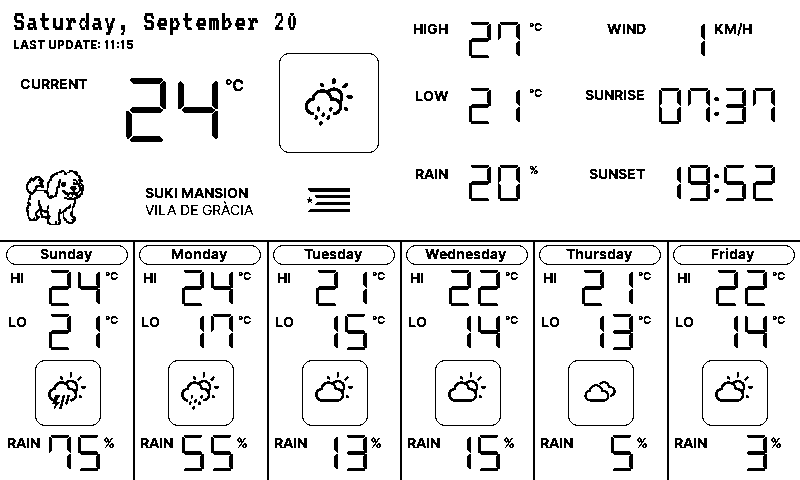 Saturday, September 20
LAST UPDATE: 11:15
CURRENT 24 °C
SUKI MANSION
VILA DE GRÀCIA
HIGH 27 °C
LOW 21 °C
RAIN 20 %
WIND 1 KM/H
SUNRISE 07:37
SUNSET 19:52
Sunday
HI 24 °C
LO 21 °C
RAIN 75 %
Monday
HI 24 °C
LO 17 °C
RAIN 55 %
Tuesday
HI 21 °C
LO 15 °C
RAIN 13 %
Wednesday
HI 22 °C
LO 14 °C
RAIN 15 %
Thursday
HI 21 °C
LO 13 °C
RAIN 5 %
Friday
HI 22 °C
LO 14 °C
RAIN 3 %